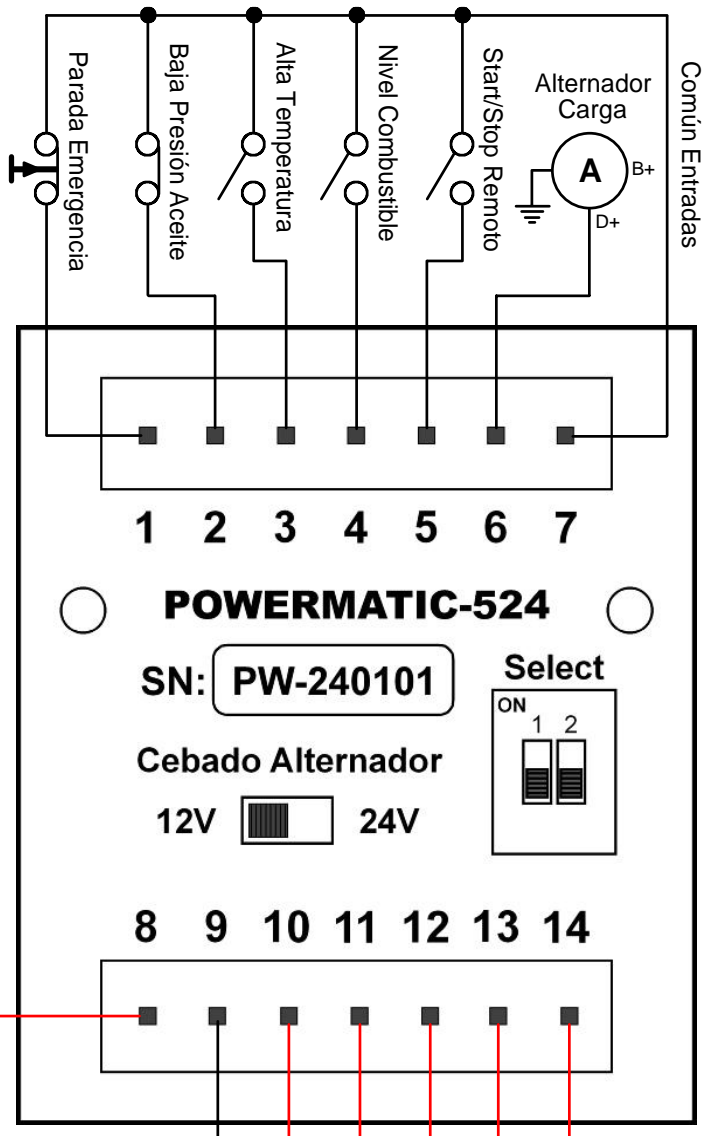 Parada Emergencia
Baja Presión Aceite
Alta Temperatura
Nivel Combustible
Start/Stop Remoto
Alternador
Carga
A
B+
D+
Común Entradas
1 2 3 4 5 6 7
POWERMATIC-524
SN: PW-240101
Select
ON
1 2
Cebado Alternador
12V 24V
8 9 10 11 12 13 14